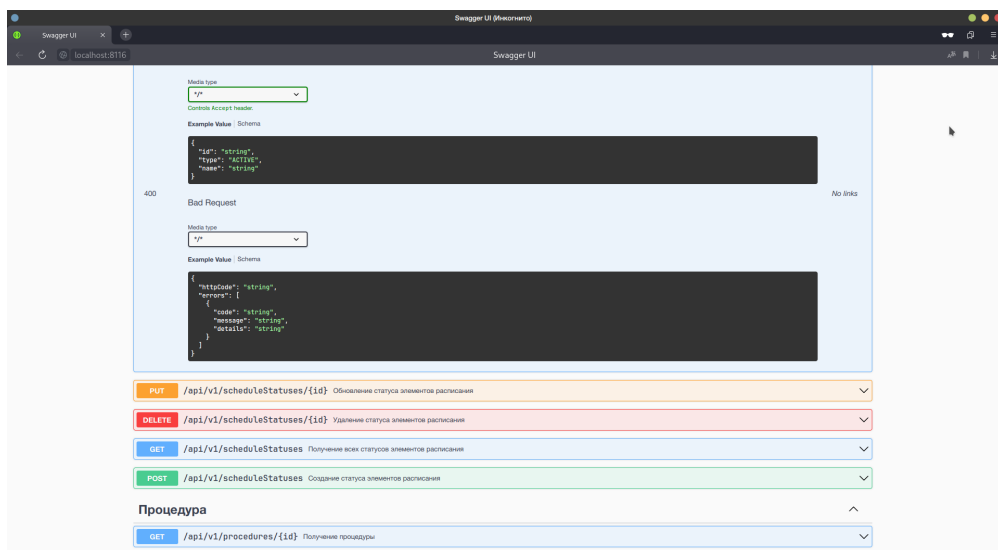 Swagger UI (Инкогнито)
Swagger UI
localhost:8116
Swagger UI
Media type
*/*
Controls Accept header.
Example Value
Schema
{
"id": "string",
"type": "ACTIVE",
"name": "string"
}
400
No links
Bad Request
Media type
*/*
Example Value
Schema
{
"httpCode": "string",
"errors": [
{
"code": "string",
"message": "string",
"details": "string"
}
]
}
PUT /api/v1/scheduleStatuses/{id} Обновление статуса элементов расписания
DELETE /api/v1/scheduleStatuses/{id} Удаление статуса элементов расписания
GET /api/v1/scheduleStatuses Получение всех статусов элементов расписания
POST /api/v1/scheduleStatuses Создание статуса элементов расписания
Процедура
GET /api/v1/procedures/{id} Получение процедуры